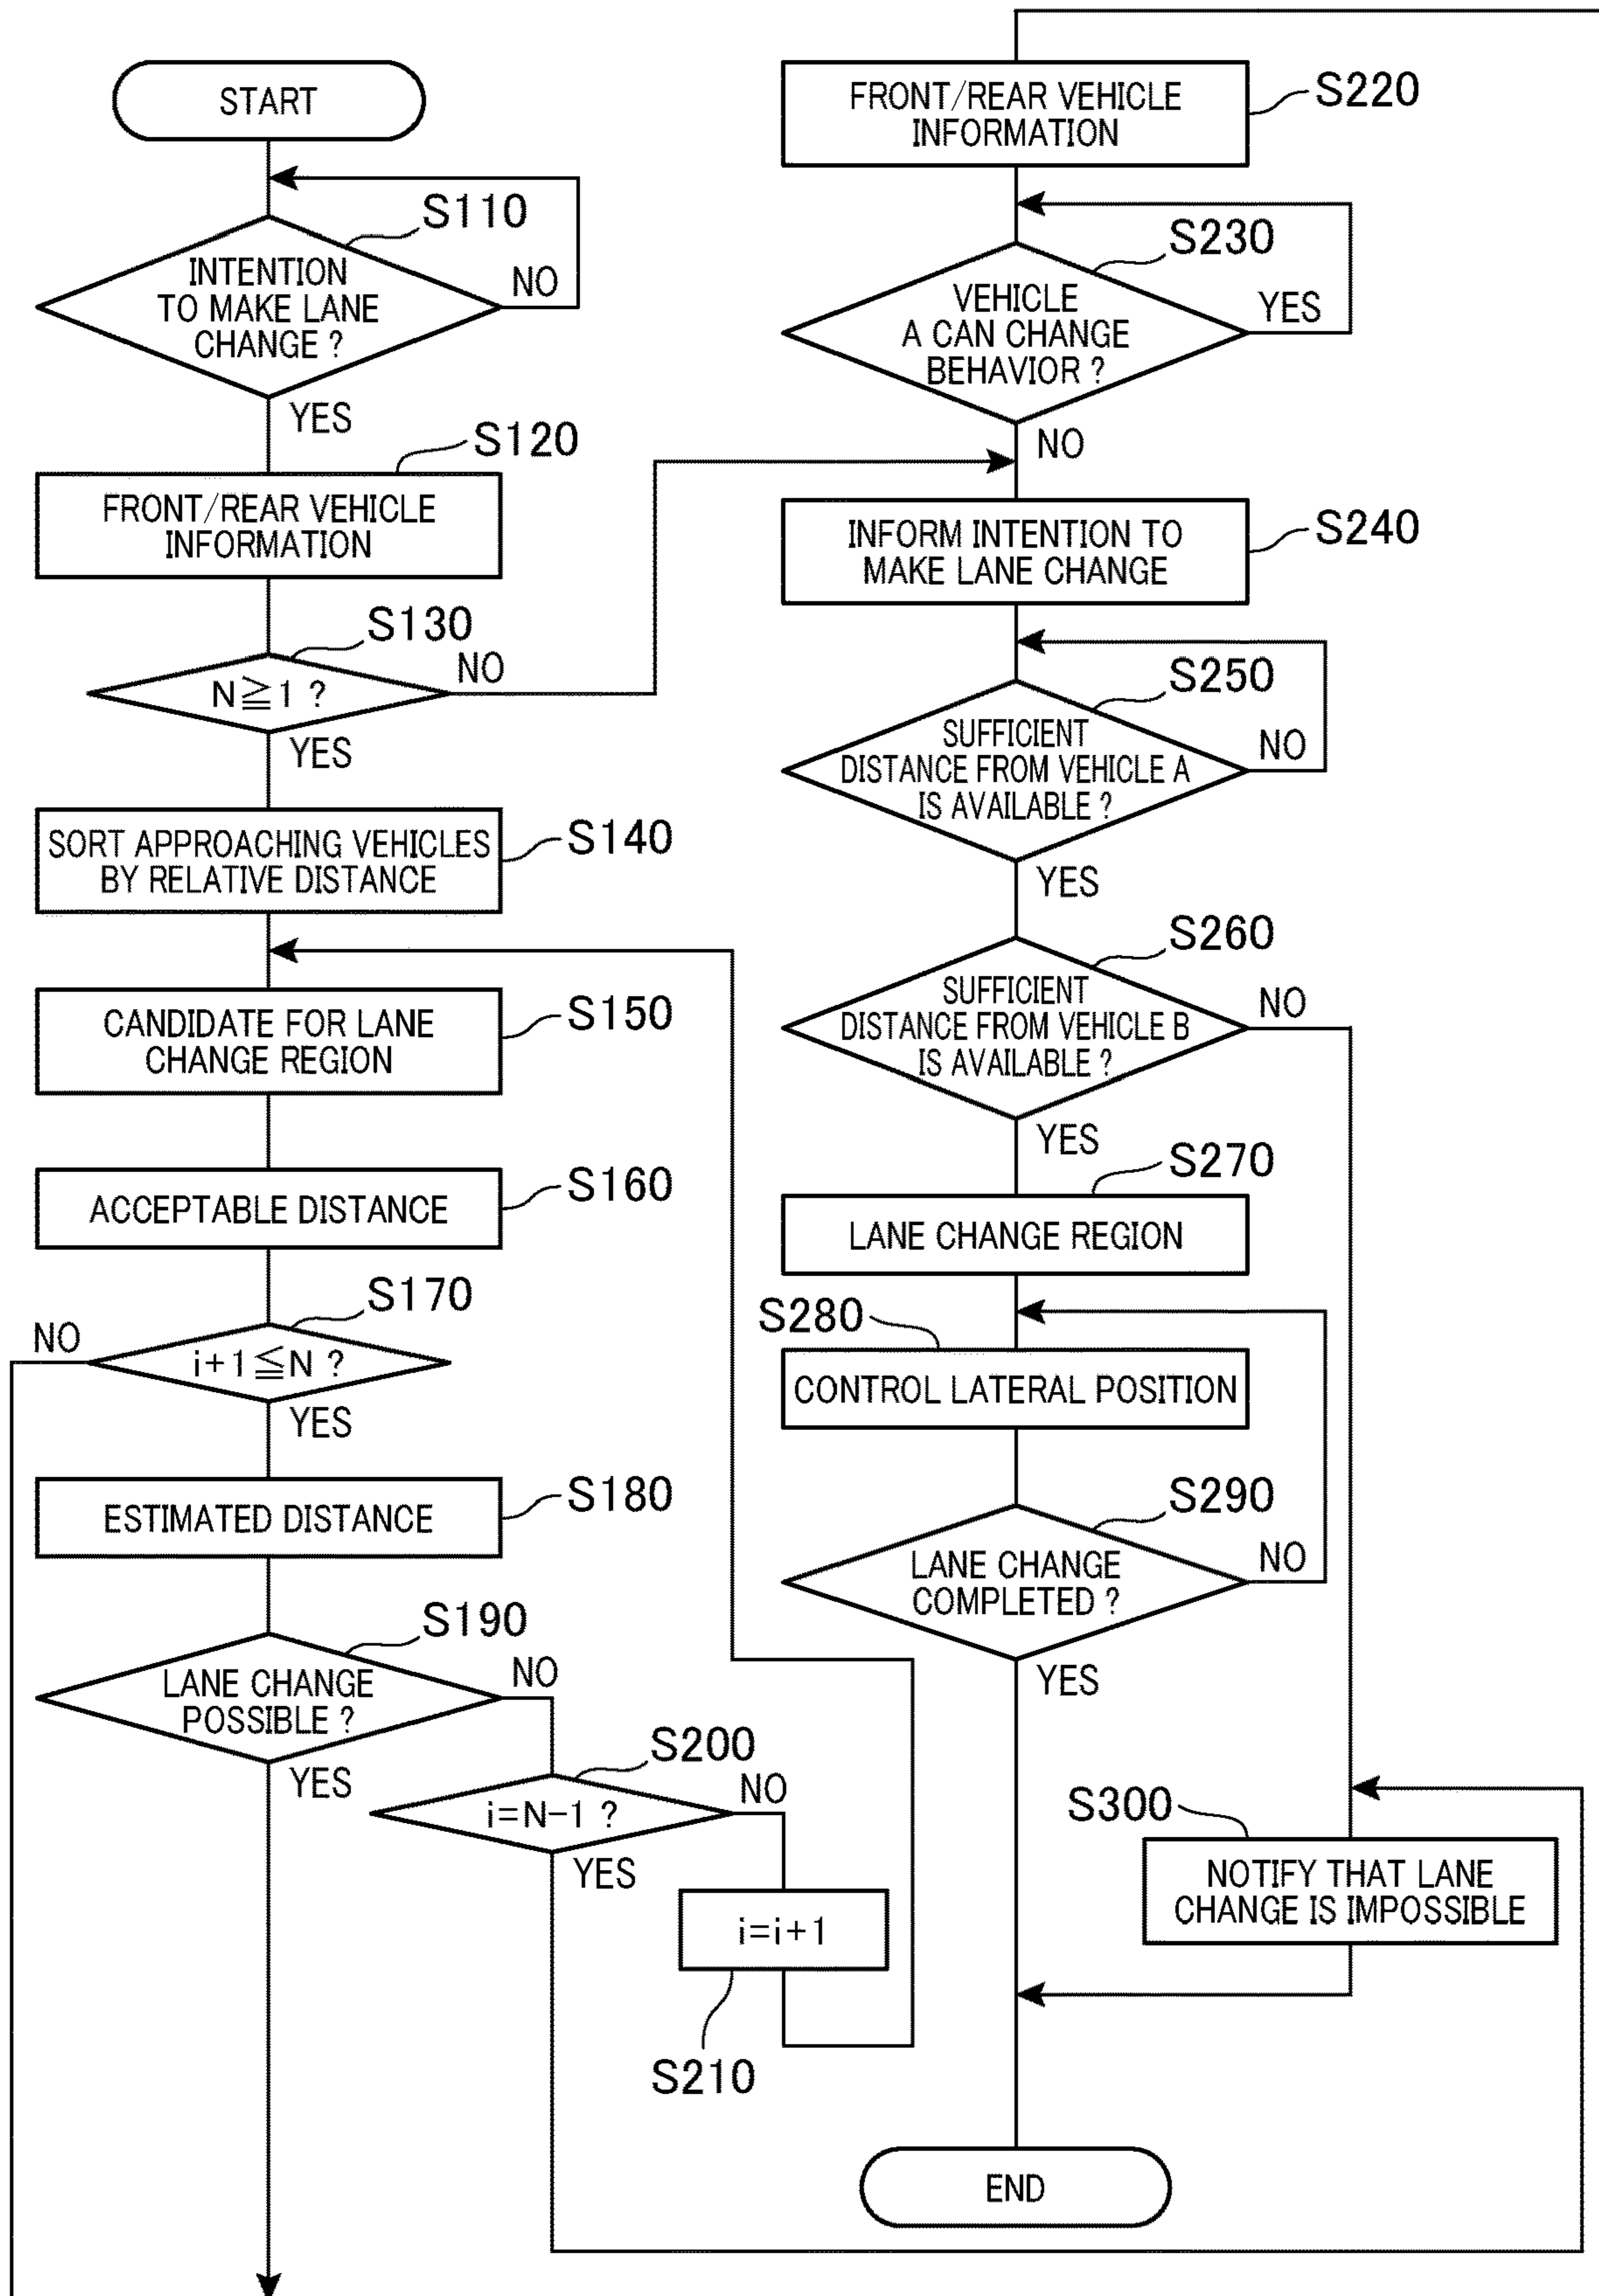 START
S110
INTENTION
TO MAKE LANE
CHANGE ?
NO
YES
S120
FRONT/REAR VEHICLE
INFORMATION
S130
N≧1 ?
NO
YES
SORT APPROACHING VEHICLES
BY RELATIVE DISTANCE
S140
CANDIDATE FOR LANE
CHANGE REGION
S150
ACCEPTABLE DISTANCE
S160
S170
NO
i+1≦N ?
YES
ESTIMATED DISTANCE
S180
S190
LANE CHANGE
POSSIBLE ?
NO
YES
S200
i=N-1 ?
NO
YES
i=i+1
S210
FRONT/REAR VEHICLE
INFORMATION
S220
S230
VEHICLE
A CAN CHANGE
BEHAVIOR ?
YES
NO
INFORM INTENTION TO
MAKE LANE CHANGE
S240
S250
SUFFICIENT
DISTANCE FROM VEHICLE A
IS AVAILABLE ?
NO
YES
S260
SUFFICIENT
DISTANCE FROM VEHICLE B
IS AVAILABLE ?
NO
YES
S270
LANE CHANGE REGION
S280
CONTROL LATERAL POSITION
S290
LANE CHANGE
COMPLETED ?
NO
YES
S300
NOTIFY THAT LANE
CHANGE IS IMPOSSIBLE
END